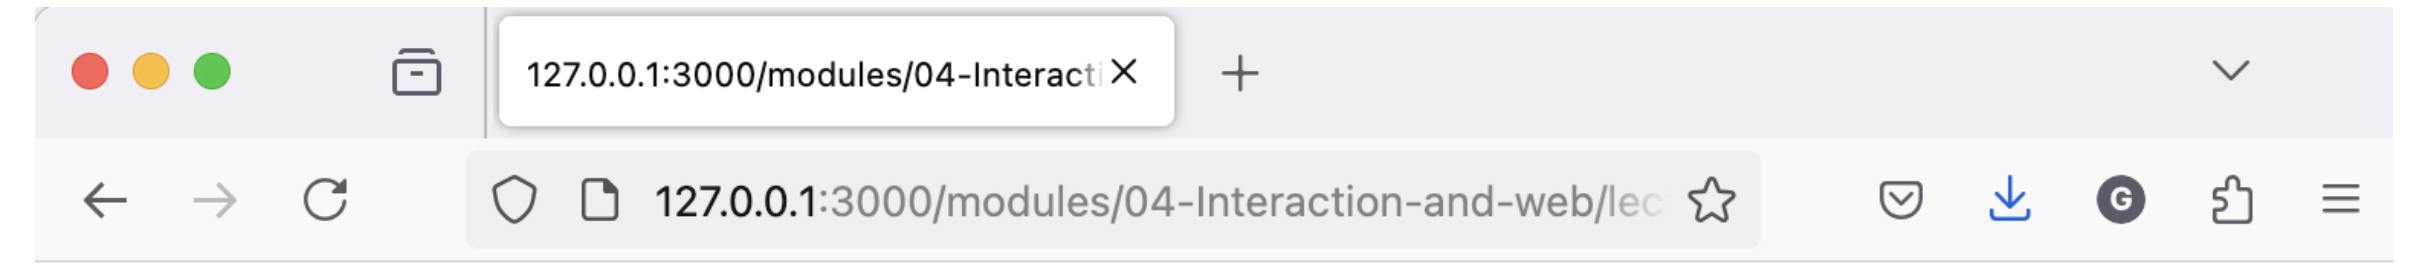 127.0.0.1:3000/modules/04-Interacti
127.0.0.1:3000/modules/04-Interaction-and-web/lec
G